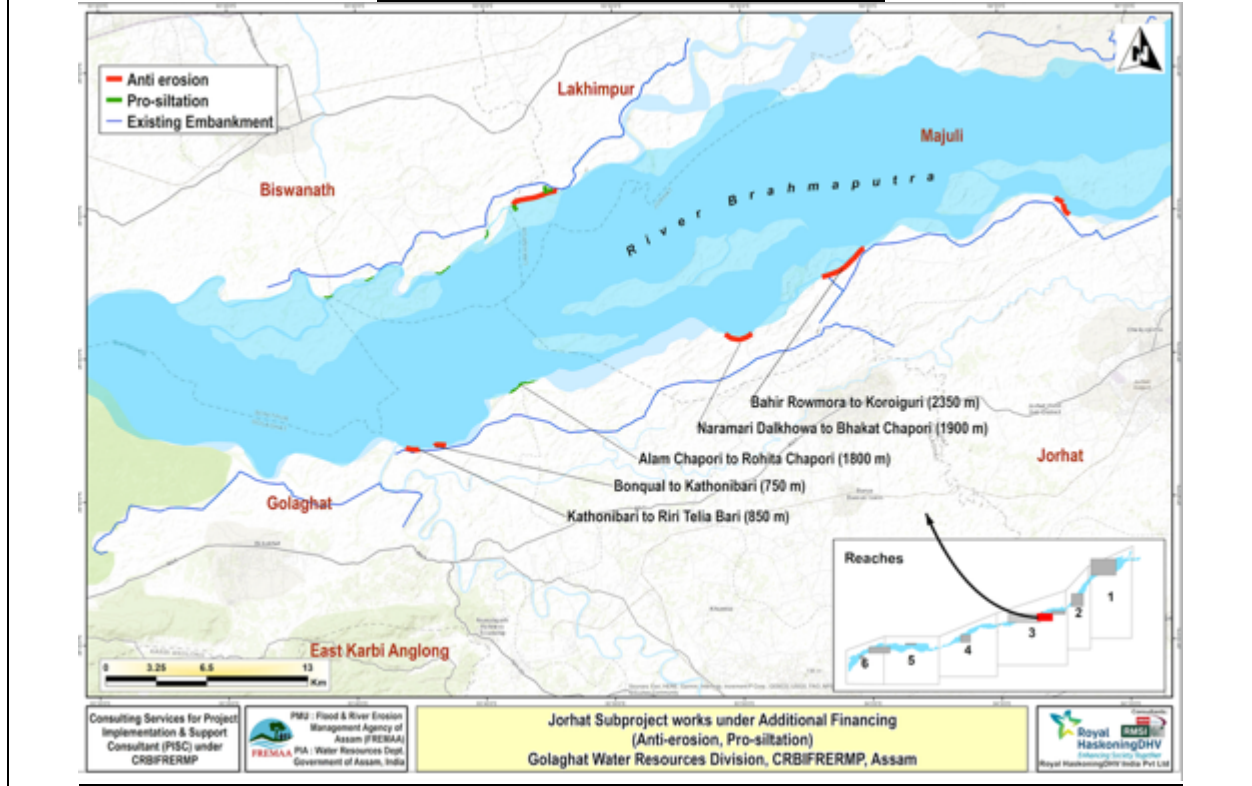 Anti erosion
Pro-siltation
Existing Embankment
Lakhimpur
N
Majuli
Biswanath
River Brahmaputra
Bahir Rowmora to Koroiguri (2350 m)
Naramari Dalkhowa to Bhakat Chapori (1900 m)
Alam Chapori to Rohita Chapori (1800 m)
Jorhat
Bonqual to Kathonibari (750 m)
Golaghat
Kathonibari to Riri Telia Bari (850 m)
Reaches
1
2
3
4
5
6
East Karbi Anglong
0 3.25 6.5 13
Km
Consulting Services for Project
Implementation & Support
Consultant (PISC) under
CRBIFRERMP
FREMAA
PMU : Flood & River Erosion
Management Agency of
Assam (FREMAA)
PIA : Water Resources Dept.
Government of Assam, India
Jorhat Subproject works under Additional Financing
(Anti-erosion, Pro-siltation)
Golaghat Water Resources Division, CRBIFRERMP, Assam
Consultants
Royal
HaskoningDHV
Enhancing Society Together
RMSI
Royal HaskoningDHV India Pvt Ltd